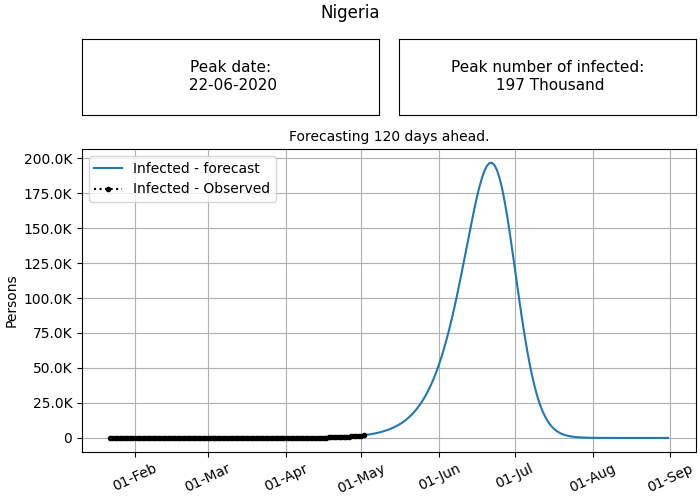 Nigeria
Peak date:
22-06-2020
Peak number of infected:
197 Thousand
Forecasting 120 days ahead.
Infected - forecast
Infected - Observed
Persons
200.0K
175.0K
150.0K
125.0K
100.0K
75.0K
50.0K
25.0K
0
01-Feb
01-Mar
01-Apr
01-May
01-Jun
01-Jul
01-Aug
01-Sep